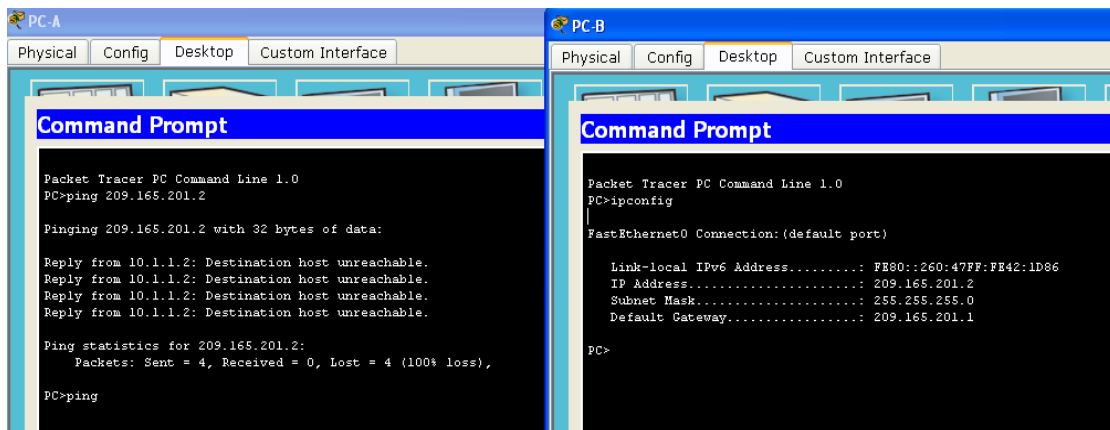 PC-A
Physical Config Desktop Custom Interface
Command Prompt
Packet Tracer PC Command Line 1.0
PC>ping 209.165.201.2
Pinging 209.165.201.2 with 32 bytes of data:
Reply from 10.1.1.2: Destination host unreachable.
Reply from 10.1.1.2: Destination host unreachable.
Reply from 10.1.1.2: Destination host unreachable.
Reply from 10.1.1.2: Destination host unreachable.
Ping statistics for 209.165.201.2:
Packets: Sent = 4, Received = 0, Lost = 4 (100% loss),
PC>ping
PC-B
Physical Config Desktop Custom Interface
Command Prompt
Packet Tracer PC Command Line 1.0
PC>ipconfig
FastEthernet0 Connection:(default port)
Link-local IPv6 Address.........: FE80::260:47FF:FE42:1D86
IP Address......................: 209.165.201.2
Subnet Mask.....................: 255.255.255.0
Default Gateway.................: 209.165.201.1
PC>